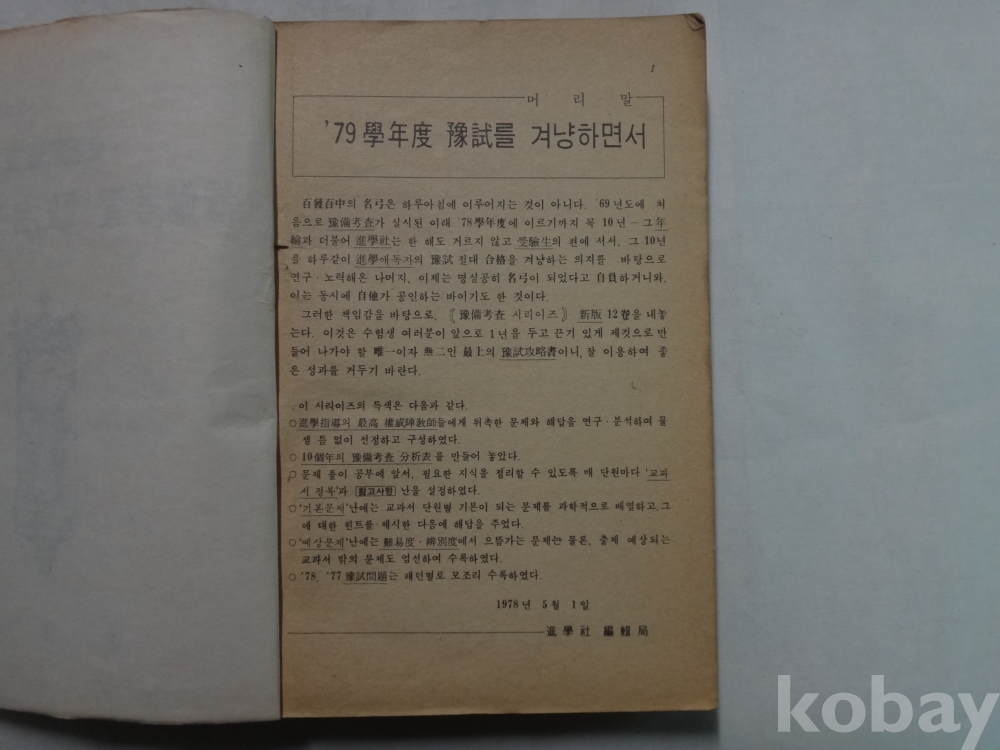 1
머 리 말
'79 學年度 豫試를 겨냥하면서
百發百中의 名弓은 하루아침에 이루어지는 것이 아니다. '69년도에 처
음으로 豫備考査가 실시된 이래 '78學年度에 이르기까지 꼭 10년－그 年
輪과 더불어 進學社는 한 해도 거르지 않고 受驗生의 편에 서서, 그 10년
을 하루같이 進學애독자의 豫試 절대 合格을 겨냥하는 의지를 바탕으로
연구·노력해온 나머지, 이제는 명실공히 名弓이 되었다고 自負하거니와,
이는 동시에 自他가 공인하는 바이기도 한 것이다.
그러한 책임감을 바탕으로, 《豫備考査 시리이즈》 新版 12卷을 내놓
는다. 이것은 수험생 여러분이 앞으로 1년을 두고 끈기 있게 제것으로 만
들어 나가야 할 唯一이자 無二인 最上의 豫試攻略書이니, 잘 이용하여 좋
은 성과를 거두기 바란다.
이 시리이즈의 특색은 다음과 같다.
○進學指導의 最高 權威陣敎師들에게 위촉한 문제와 해답을 연구·분석하여 물
샐 틈 없이 선정하고 구성하였다.
○10個年의 豫備考査 分析表를 만들어 놓았다.
○문제 풀이 공부에 앞서, 필요한 지식을 정리할 수 있도록 매 단원마다 '교과
서 정복'과 참고사항 난을 설정하였다.
○'기본문제'난에는 교과서 단원별 기본이 되는 문제를 과학적으로 배열하고, 그
에 대한 힌트를 제시한 다음에 해답을 주었다.
○'예상문제'난에는 難易度·辨別度에서 으뜸가는 문제는 물론, 출제 예상되는
교과서 밖의 문제도 엄선하여 수록하였다.
○'78, '77 豫試問題는 패턴별로 모조리 수록하였다.
1978년 5월 1일
進學社 編輯局
kobay